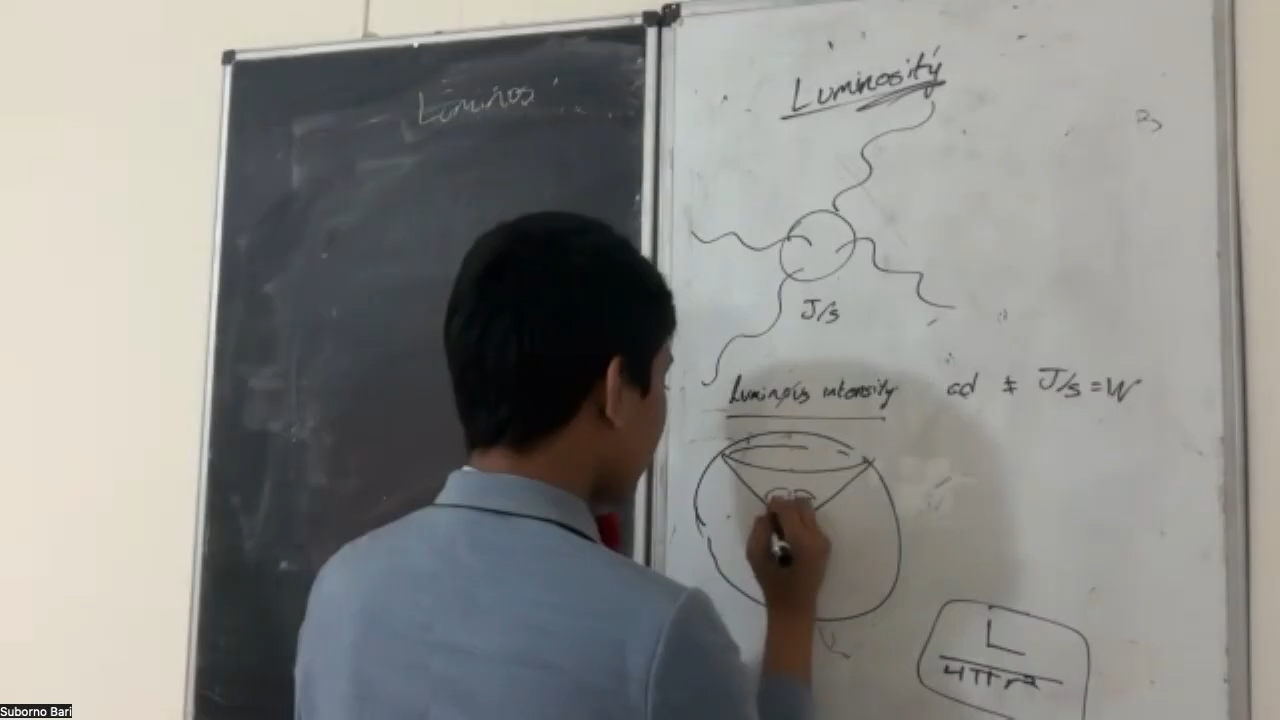 Luminos
Luminosity
J/s
Luminous intensity cd ≠ J/s = W
L
4πr²
Suborno Bari